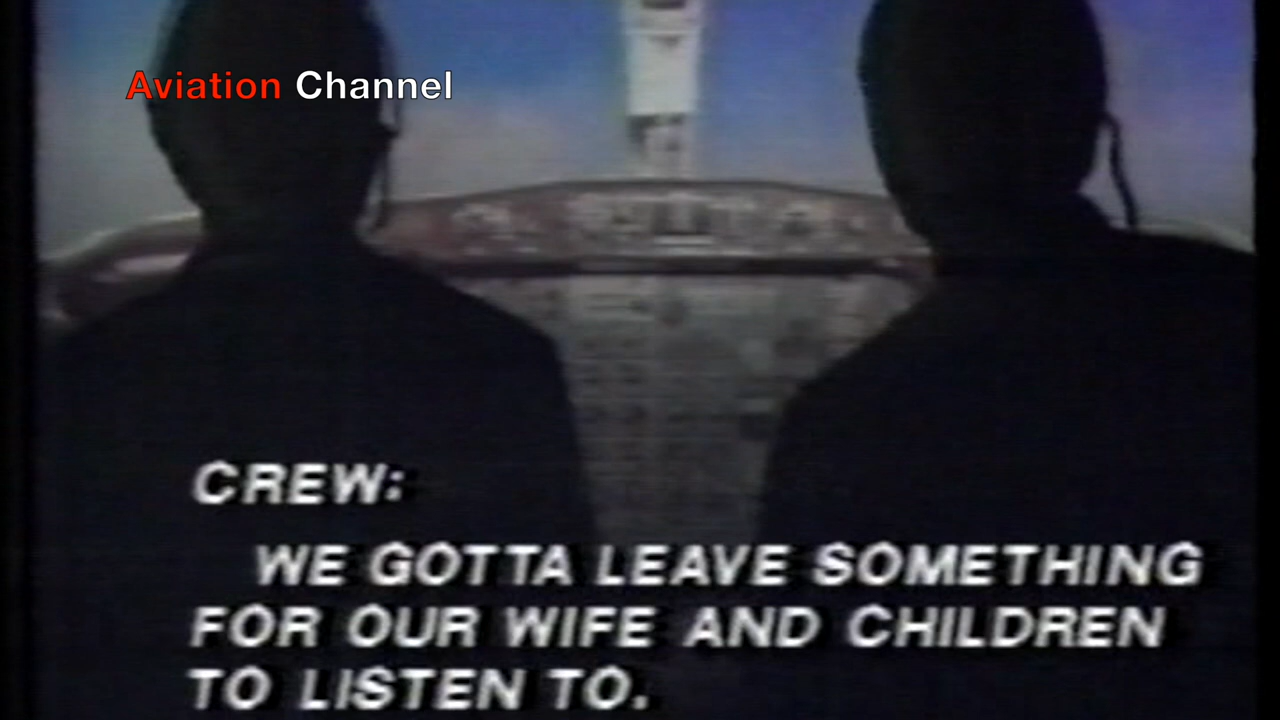 Aviation Channel
CREW:
WE GOTTA LEAVE SOMETHING
FOR OUR WIFE AND CHILDREN
TO LISTEN TO.